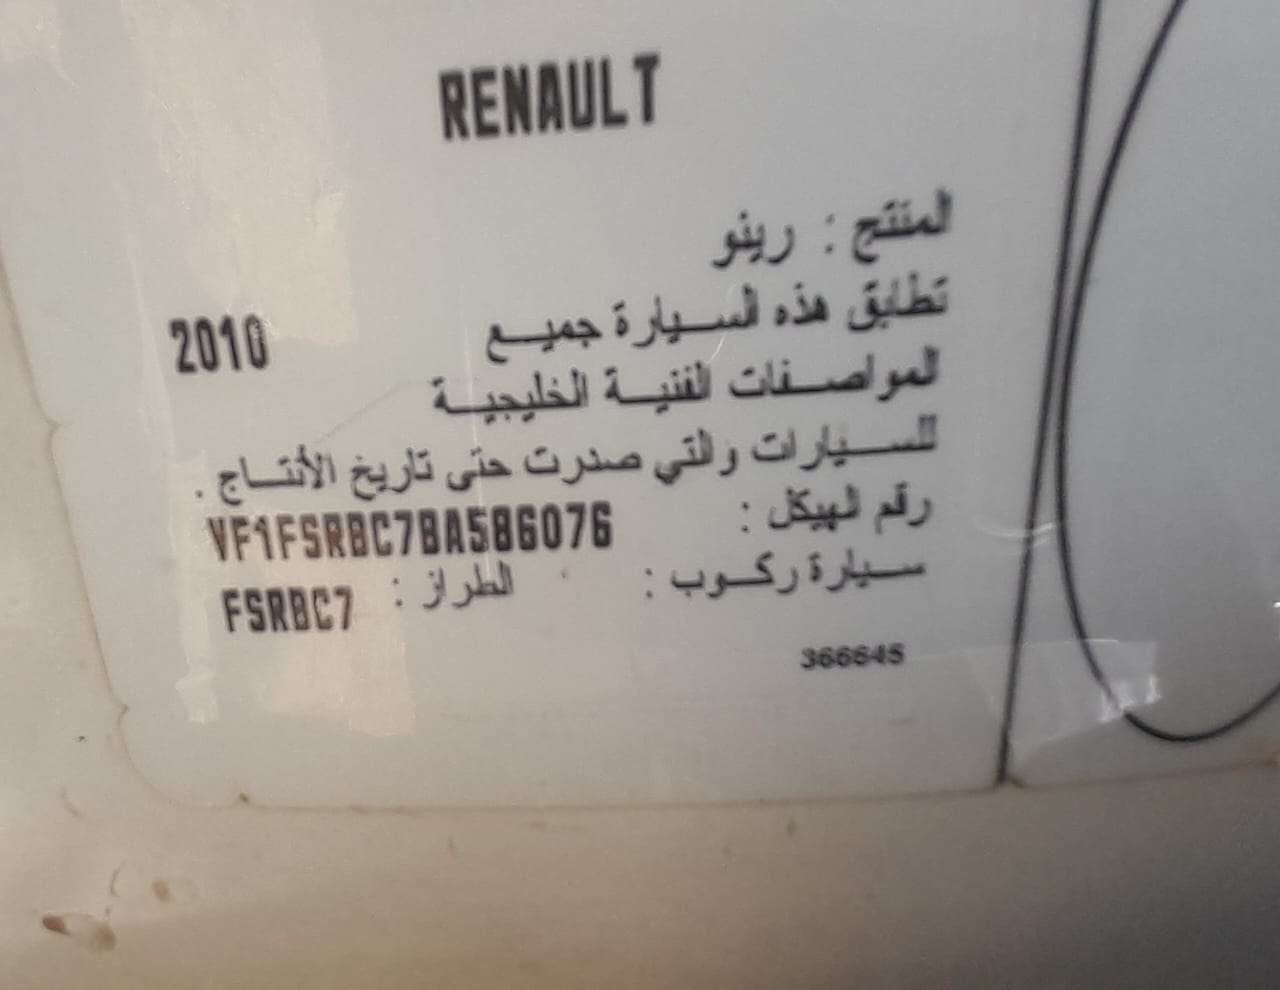 RENAULT
المنتج : رينو
تطابق هذه السيارة جميع 2010
المواصفات الفنية الخليجية
للسيارات والتي صدرت حتى تاريخ الأنتاج .
رقم الهيكل : VF1FSRBC7BA586076
سيارة ركوب : الطراز : FSRBC7
366645